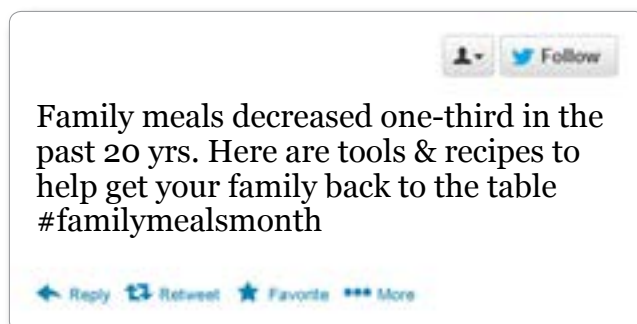 Follow
Family meals decreased one-third in the
past 20 yrs. Here are tools & recipes to
help get your family back to the table
#familymealsmonth
Reply Retweet Favorite More